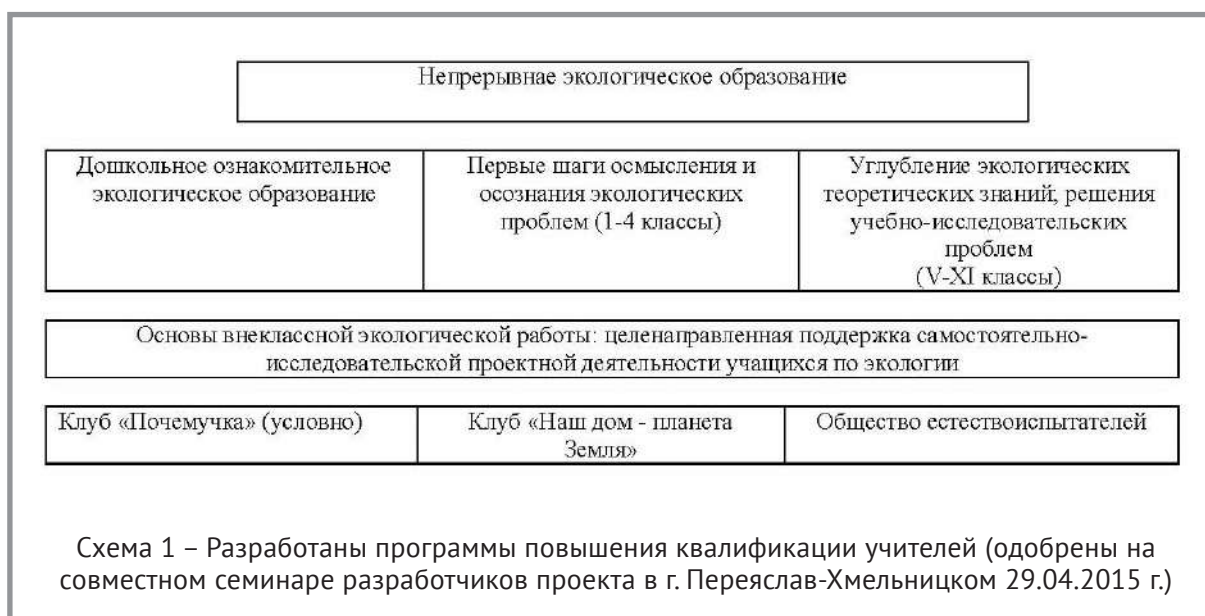 Непрерывнае экологическое образование
Дошкольное ознакомительное
экологическое образование
Первые шаги осмысления и
осознания экологических
проблем (1-4 классы)
Углубление экологических
теоретических знаний; решения
учебно-исследовательских
проблем
(V-XI классы)
Основы внеклассной экологической работы: целенаправленная поддержка самостоятельно-
исследовательской проектной деятельности учащихся по экологии
Клуб «Почемучка» (условно)
Клуб «Наш дом - планета
Земля»
Общество естествоиспытателей
Схема 1 – Разработаны программы повышения квалификации учителей (одобрены на
совместном семинаре разработчиков проекта в г. Переяслав-Хмельницком 29.04.2015 г.)